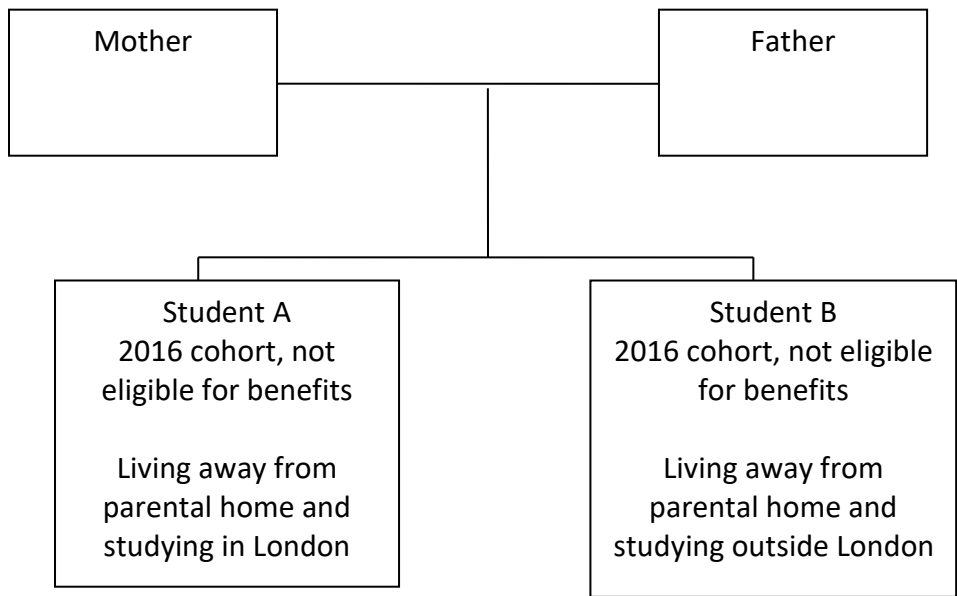 Mother
Father
Student A
2016 cohort, not
eligible for benefits
Living away from
parental home and
studying in London
Student B
2016 cohort, not eligible
for benefits
Living away from
parental home and
studying outside London